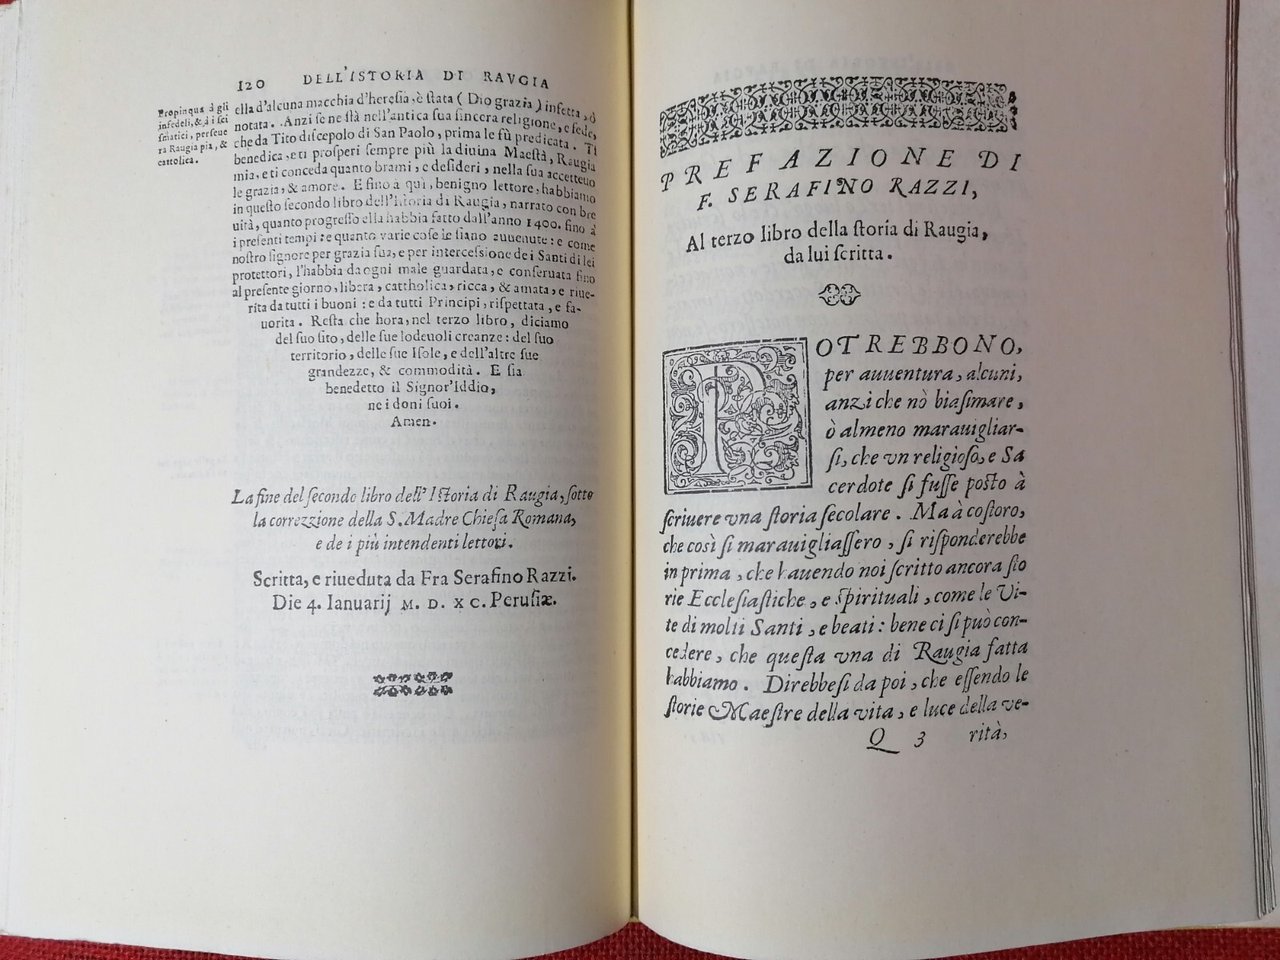 120 DELL'ISTORIA DI RAVGIA
Propinqua à gli
infedeli, & à i sci
smatici, perseue
ra Raugia pia, &
cattolica.
ella d'alcuna macchia d'heresia, è stata ( Dio grazia ) infetta, ò
notata. Anzi se ne stà nell'antica sua sincera religione, e fede,
che da Tito discepolo di San Paolo, prima le fù predicata. Ti
benedica, e ti prosperi sempre più la diuina Maestà, Raugia
mia, e ti conceda quanto brami, e desideri, nella sua accetteuo
le grazia, & amore. E fino a qui, benigno lettore, habbiamo
in questo secondo libro dell'Istoria di Raugia, narrato con bre
uità, quanto progresso ella habbia fatto dall'anno 1400. fino à
i presenti tempi: e quanto varie cose le siano auuenute: e come
nostro signore per grazia sua, e per intercessione de i Santi di lei
protettori, l'habbia da ogni male guardata, e conseruata fino
al presente giorno, libera, cattholica, ricca, & amata, e riue-
rita da tutti i buoni: e da tutti Principi, rispettata, e fa-
uorita. Resta che hora, nel terzo libro, diciamo
del suo sito, delle sue lodeuoli creanze: del suo
territorio, delle sue Isole, e dell'altre sue
grandezze, & commodità. E sia
benedetto il Signor'Iddio,
ne i doni suoi.
Amen.
La fine del secondo libro dell'Istoria di Raugia, sotto
la correzzione della S. Madre Chiesa Romana,
e de i più intendenti lettori.
Scritta, e riueduta da Fra Serafino Razzi.
Die 4. Ianuarij M. D. XC. Perusiæ.
PREFAZIONE DI
F. SERAFINO RAZZI,
Al terzo libro della storia di Raugia,
da lui scritta.
POTREBBONO,
per auuentura, alcuni,
anzi che nò biasimare,
ò almeno marauigliar-
si, che vn religioso, e Sa
cerdote si fusse posto à
scriuere vna storia secolare. Ma à costoro,
che così si marauigliassero, si risponderebbe
in prima, che hauendo noi scritto ancora sto
rie Ecclesiastiche, e spirituali, come le Vi-
te di molti Santi, e beati: bene ci si può con-
cedere, che questa vna di Raugia fatta
habbiamo. Direbbesi da poi, che essendo le
storie Maestre della vita, e luce della ve-
Q 3 rità,